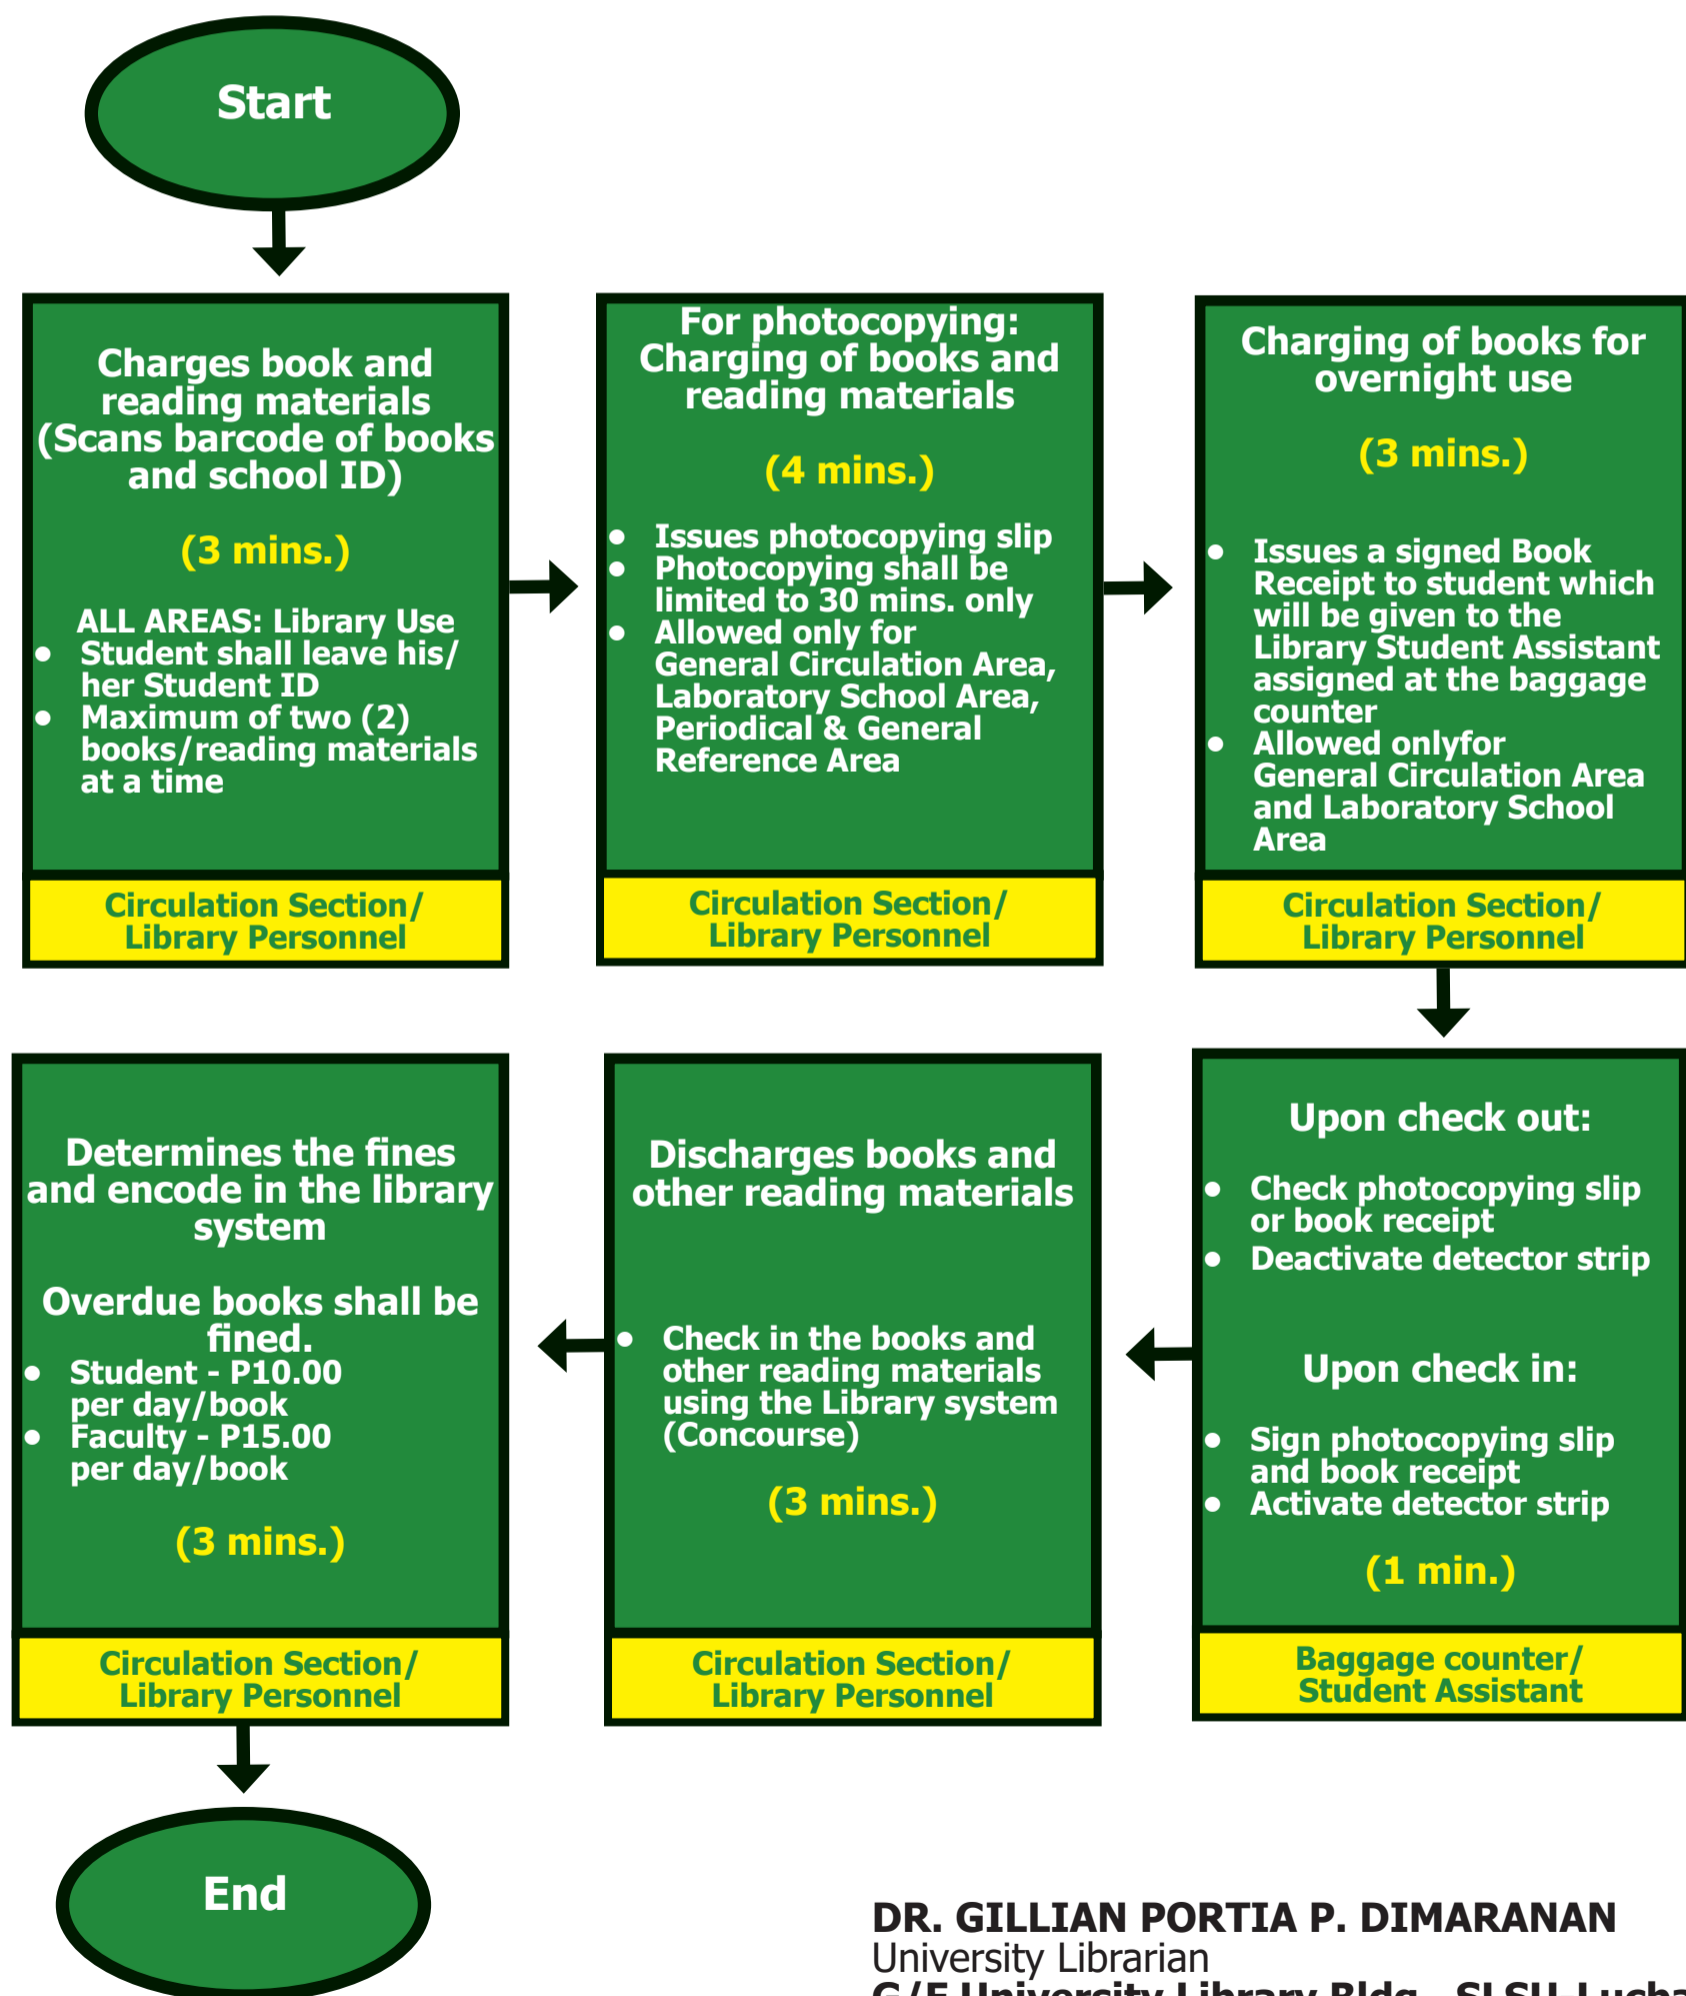 Start
Charges book and
reading materials
(Scans barcode of books
and school ID)
(3 mins.)
ALL AREAS: Library Use
● Student shall leave his/
her Student ID
● Maximum of two (2)
books/reading materials
at a time
Circulation Section/
Library Personnel
For photocopying:
Charging of books and
reading materials
(4 mins.)
● Issues photocopying slip
● Photocopying shall be
limited to 30 mins. only
● Allowed only for
General Circulation Area,
Laboratory School Area,
Periodical & General
Reference Area
Circulation Section/
Library Personnel
Charging of books for
overnight use
(3 mins.)
● Issues a signed Book
Receipt to student which
will be given to the
Library Student Assistant
assigned at the baggage
counter
● Allowed onlyfor
General Circulation Area
and Laboratory School
Area
Circulation Section/
Library Personnel
Upon check out:
● Check photocopying slip
or book receipt
● Deactivate detector strip
Upon check in:
● Sign photocopying slip
and book receipt
● Activate detector strip
(1 min.)
Baggage counter/
Student Assistant
Discharges books and
other reading materials
● Check in the books and
other reading materials
using the Library system
(Concourse)
(3 mins.)
Circulation Section/
Library Personnel
Determines the fines
and encode in the library
system
Overdue books shall be
fined.
● Student - P10.00
per day/book
● Faculty - P15.00
per day/book
(3 mins.)
Circulation Section/
Library Personnel
End
DR. GILLIAN PORTIA P. DIMARANAN
University Librarian
G/F University Library Bldg., SLSU-Lucba